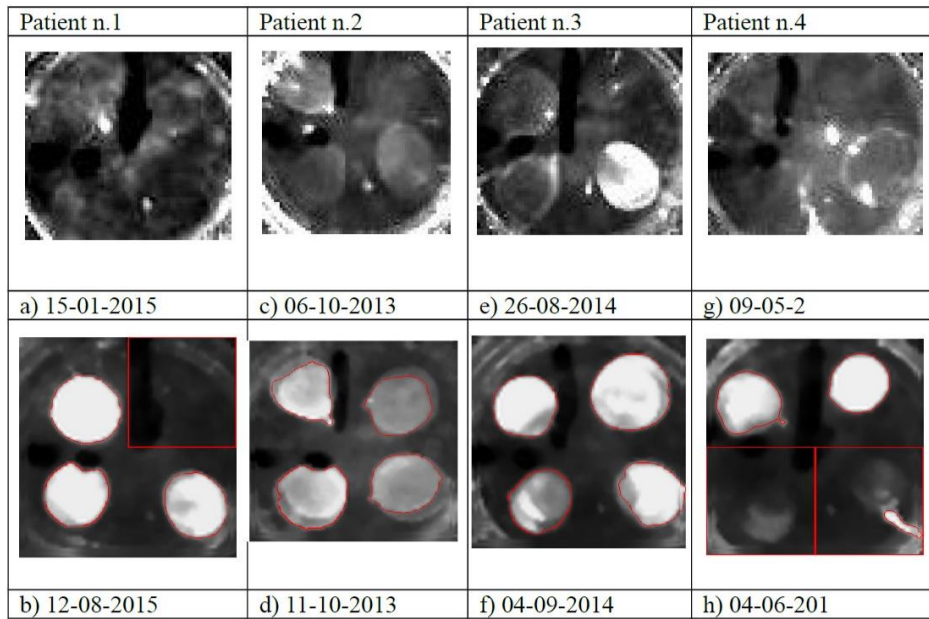 Patient n.1 Patient n.2 Patient n.3 Patient n.4
a) 15-01-2015 c) 06-10-2013 e) 26-08-2014 g) 09-05-2
b) 12-08-2015 d) 11-10-2013 f) 04-09-2014 h) 04-06-201